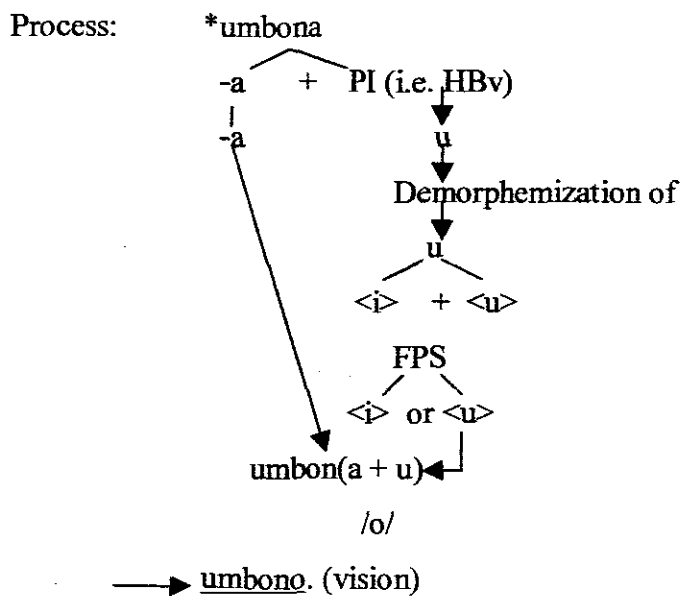 Process: *umbona
-a + PI (i.e. HBv)
-a u
Demorphemization of
u
<i> + <u>
FPS
<i> or <u>
umbon(a + u)
/o/
umbono. (vision)